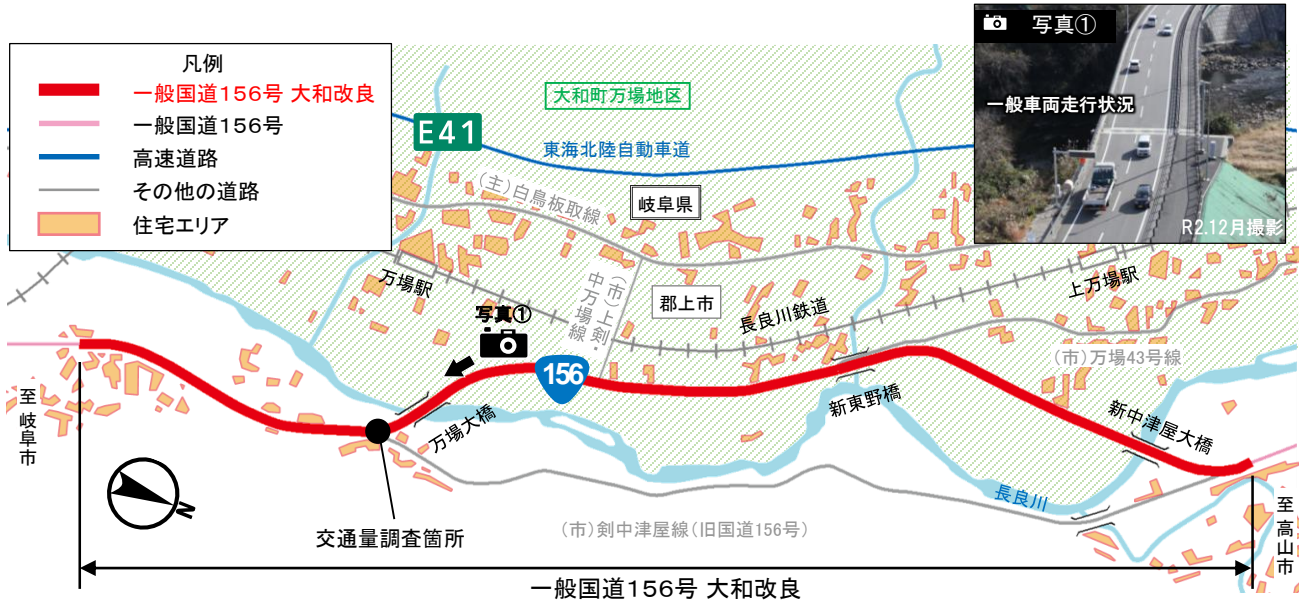 凡例
一般国道156号 大和改良
一般国道156号
高速道路
その他の道路
住宅エリア
写真①
一般車両走行状況
R2.12月撮影
大和町万場地区
E41
東海北陸自動車道
(主)白鳥板取線
岐阜県
万場駅
(市)上剣・
中万場線
郡上市
長良川鉄道
上万場駅
写真①
156
(市)万場43号線
至 岐阜市
万場大橋
新東野橋
新中津屋大橋
N
長良川
交通量調査箇所
(市)剣中津屋線(旧国道156号)
至 高山市
一般国道156号 大和改良